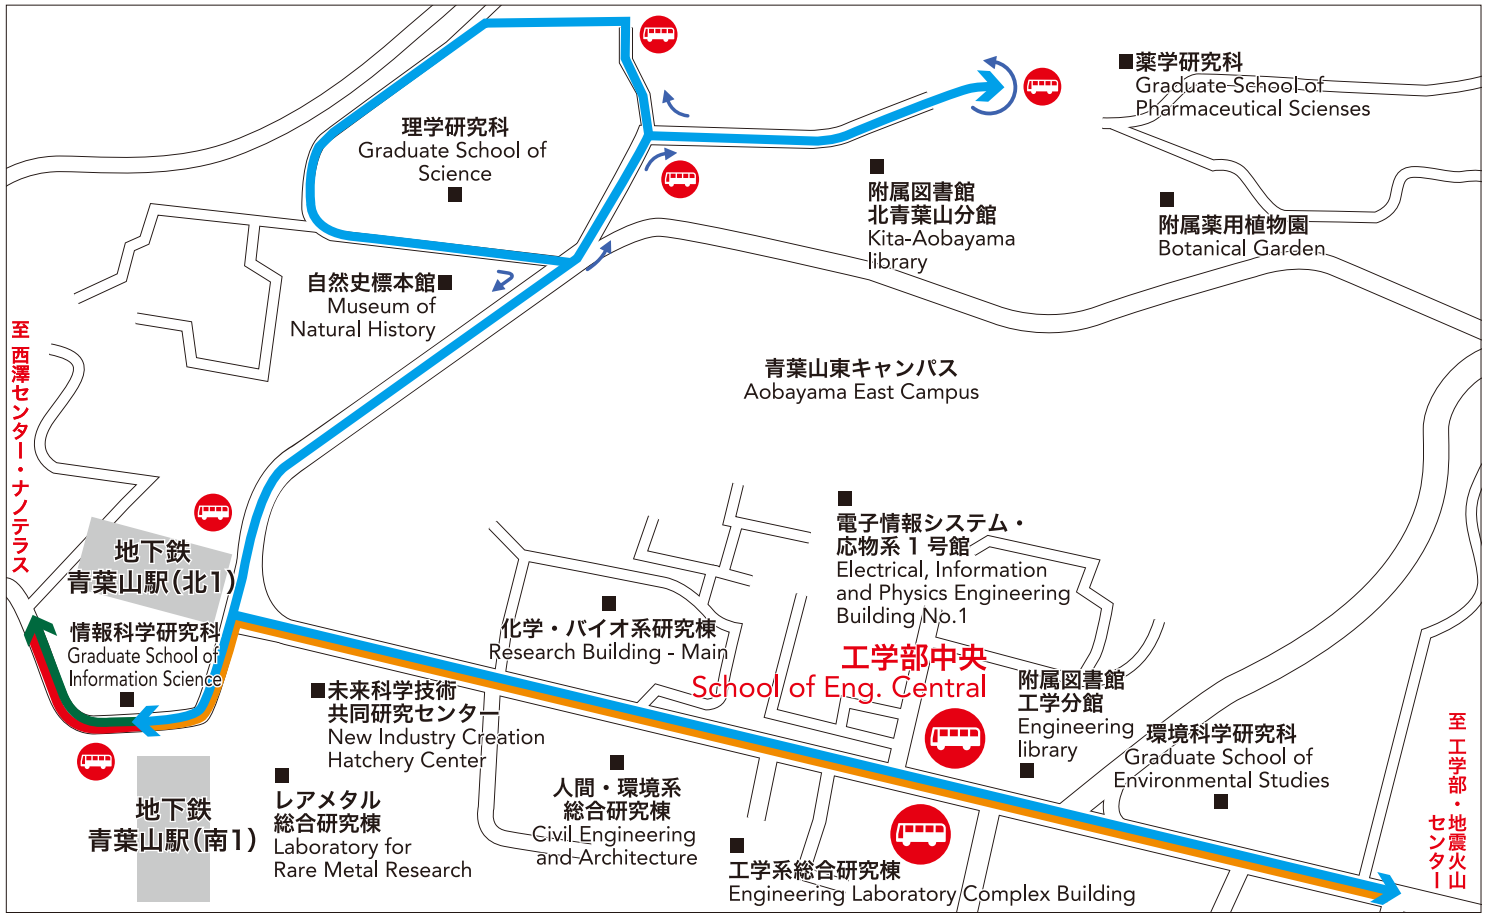 薬学研究科
Graduate School of
Pharmaceutical Scienses
理学研究科
Graduate School of
Science
附属図書館
北青葉山分館
Kita-Aobayama
library
附属薬用植物園
Botanical Garden
自然史標本館
Museum of
Natural History
至 西澤センター・ナノテラス
青葉山東キャンパス
Aobayama East Campus
電子情報システム・
応物系 1 号館
Electrical, Information
and Physics Engineering
Building No.1
地下鉄
青葉山駅(北1)
情報科学研究科
Graduate School of
Information Science
化学・バイオ系研究棟
Research Building - Main
工学部中央
School of Eng. Central
附属図書館
工学分館
Engineering
library
未来科学技術
共同研究センター
New Industry Creation
Hatchery Center
環境科学研究科
Graduate School of
Environmental Studies
至 工学部・地震火山
センター
地下鉄
青葉山駅(南1)
レアメタル
総合研究棟
Laboratory for
Rare Metal Research
人間・環境系
総合研究棟
Civil Engineering
and Architecture
工学系総合研究棟
Engineering Laboratory Complex Building